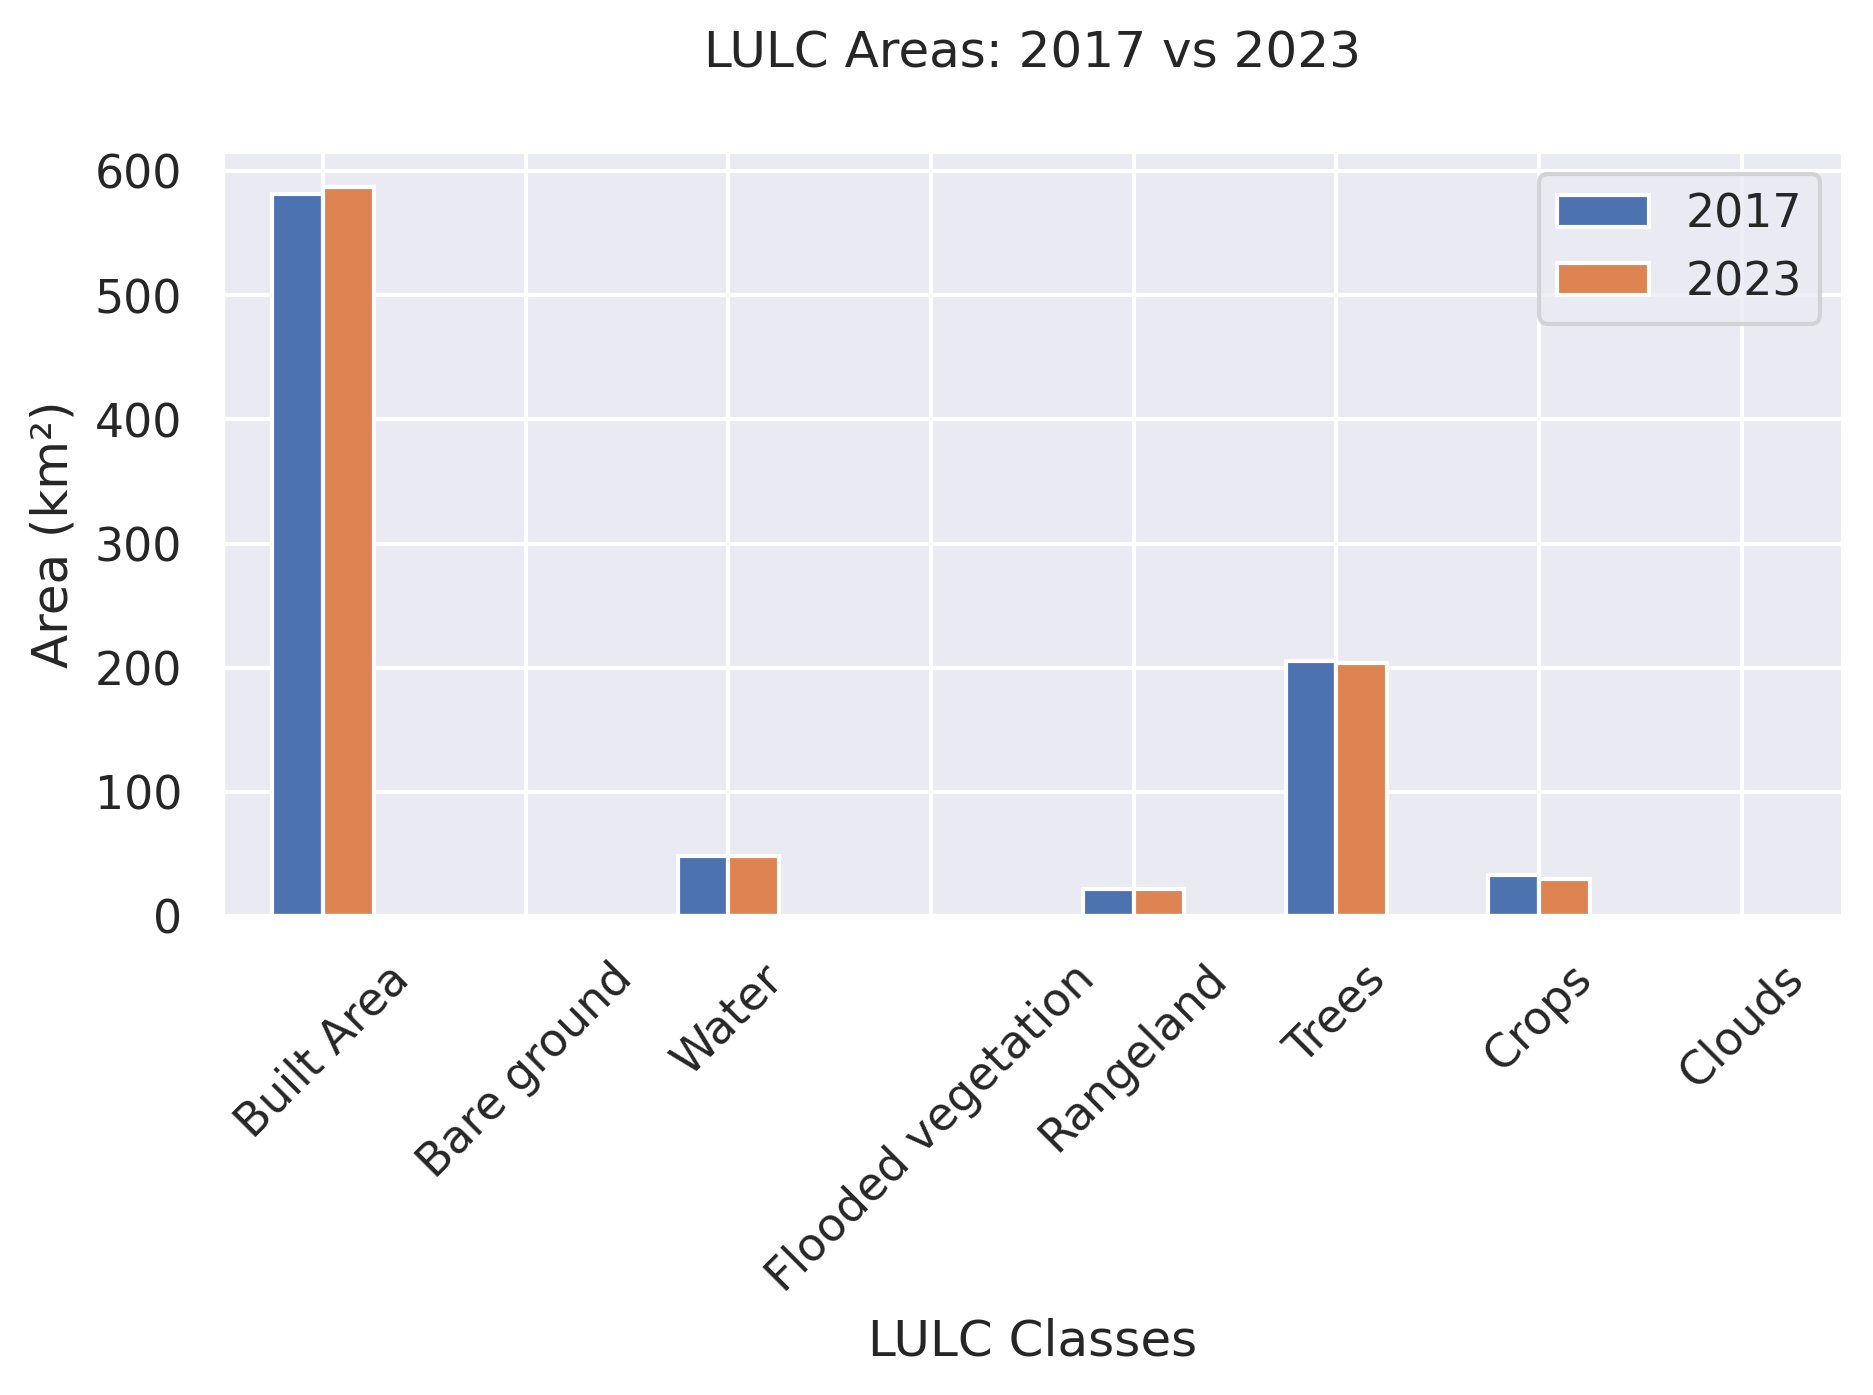 LULC Areas: 2017 vs 2023
2017
2023
Area (km²)
600
500
400
300
200
100
0
Built Area
Bare ground
Water
Flooded vegetation
Rangeland
Trees
Crops
Clouds
LULC Classes